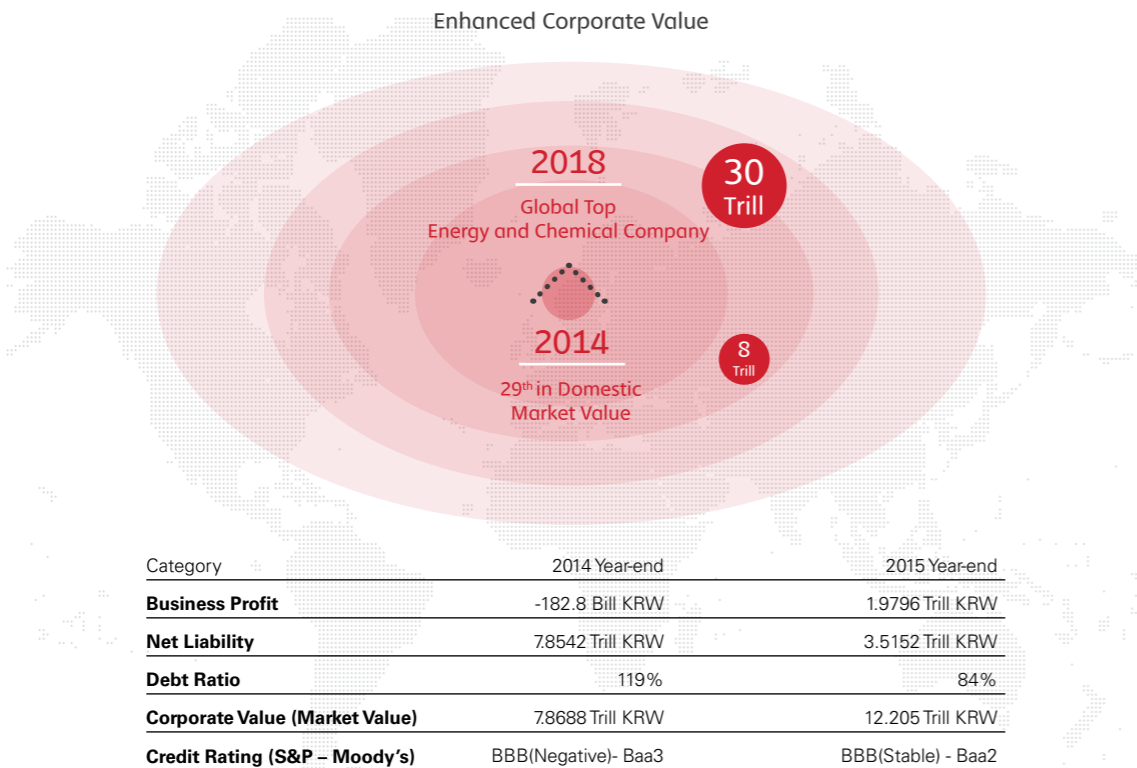 Enhanced Corporate Value
2018
Global Top
Energy and Chemical Company
30
Trill
2014
29th in Domestic
Market Value
8
Trill
Category 2014 Year-end 2015 Year-end
Business Profit -182.8 Bill KRW 1.9796 Trill KRW
Net Liability 7.8542 Trill KRW 3.5152 Trill KRW
Debt Ratio 119% 84%
Corporate Value (Market Value) 7.8688 Trill KRW 12.205 Trill KRW
Credit Rating (S&P – Moody's) BBB(Negative)- Baa3 BBB(Stable) - Baa2